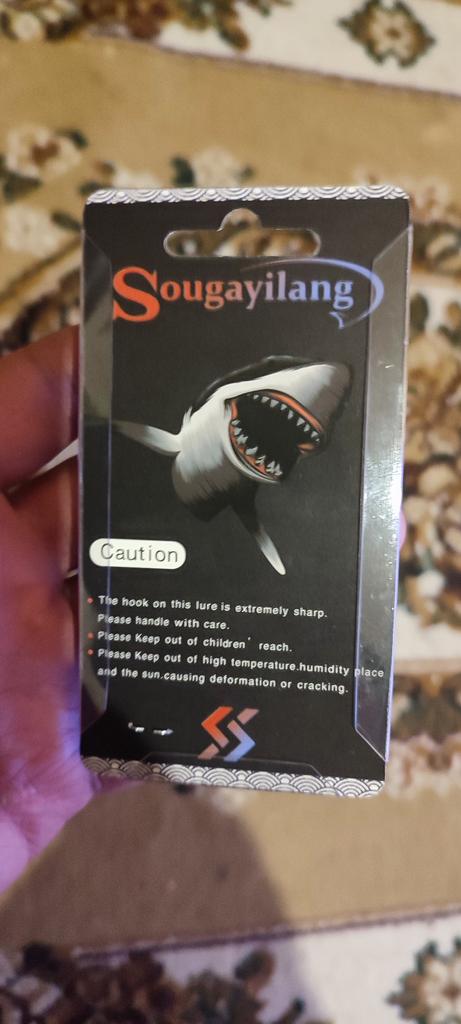 Sougayilang
Caution
The hook on this lure is extremely sharp.
Please handle with care.
Please Keep out of children' reach.
Please Keep out of high temperature.humidity place
and the sun.causing deformation or cracking.